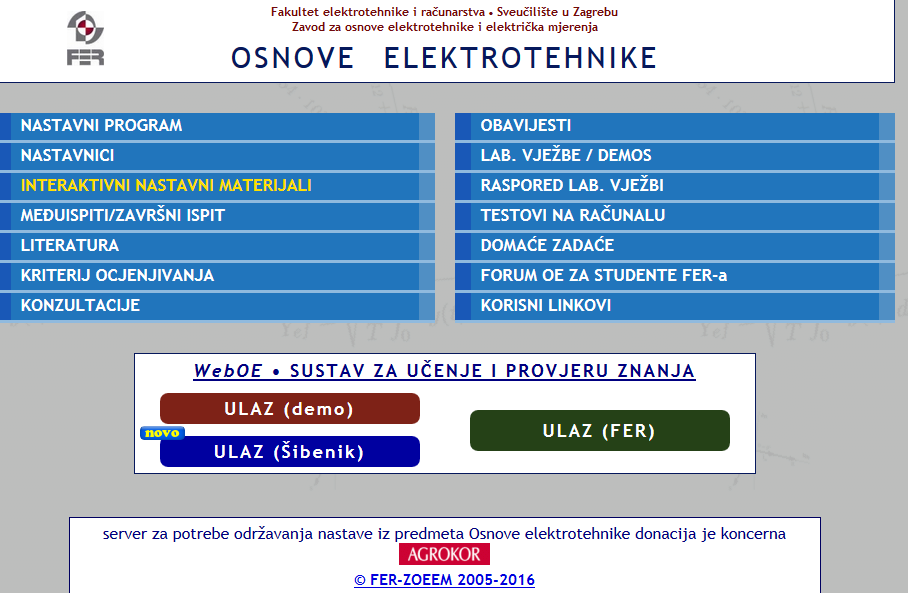 Fakultet elektrotehnike i računarstva • Sveučilište u Zagrebu
Zavod za osnove elektrotehnike i električka mjerenja
FER
OSNOVE ELEKTROTEHNIKE
NASTAVNI PROGRAM
NASTAVNICI
INTERAKTIVNI NASTAVNI MATERIJALI
MEĐUISPITI/ZAVRŠNI ISPIT
LITERATURA
KRITERIJ OCJENJIVANJA
KONZULTACIJE
OBAVIJESTI
LAB. VJEŽBE / DEMOS
RASPORED LAB. VJEŽBI
TESTOVI NA RAČUNALU
DOMAĆE ZADAĆE
FORUM OE ZA STUDENTE FER-a
KORISNI LINKOVI
WebOE • SUSTAV ZA UČENJE I PROVJERU ZNANJA
ULAZ (demo)
novo
ULAZ (Šibenik)
ULAZ (FER)
server za potrebe održavanja nastave iz predmeta Osnove elektrotehnike donacija je koncerna
AGROKOR
© FER-ZOEEM 2005-2016